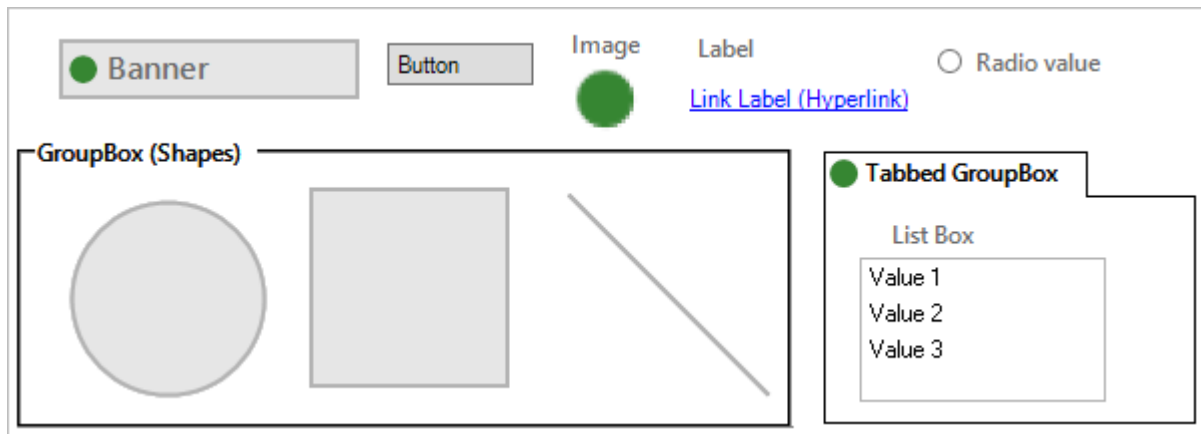 Banner
Button
Image
Label
Link Label (Hyperlink)
Radio value
GroupBox (Shapes)
Tabbed GroupBox
List Box
Value 1
Value 2
Value 3